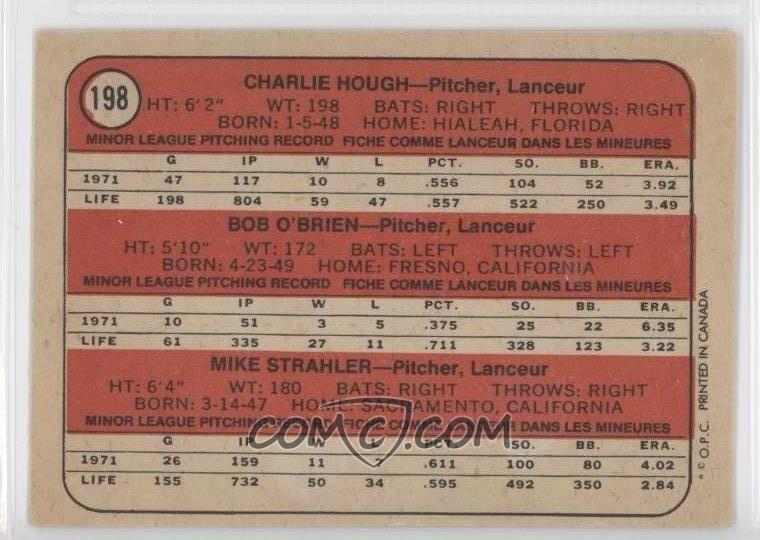 198
CHARLIE HOUGH—Pitcher, Lanceur
HT: 6'2" WT: 198 BATS: RIGHT THROWS: RIGHT
BORN: 1-5-48 HOME: HIALEAH, FLORIDA
MINOR LEAGUE PITCHING RECORD FICHE COMME LANCEUR DANS LES MINEURES
G IP W L PCT. SO. BB. ERA.
1971 47 117 10 8 .556 104 52 3.92
LIFE 198 804 59 47 .557 522 250 3.49
BOB O'BRIEN—Pitcher, Lanceur
HT: 5'10" WT: 172 BATS: LEFT THROWS: LEFT
BORN: 4-23-49 HOME: FRESNO, CALIFORNIA
MINOR LEAGUE PITCHING RECORD FICHE COMME LANCEUR DANS LES MINEURES
G IP W L PCT. SO. BB. ERA.
1971 10 51 3 5 .375 25 22 6.35
LIFE 61 335 27 11 .711 328 123 3.22
MIKE STRAHLER—Pitcher, Lanceur
HT: 6'4" WT: 180 BATS: RIGHT THROWS: RIGHT
BORN: 3-14-47 HOME: SACRAMENTO, CALIFORNIA
MINOR LEAGUE PITCHING RECORD FICHE COMME LANCEUR DANS LES MINEURES
G IP W L PCT. SO. BB. ERA.
1971 26 159 11 7 .611 100 80 4.02
LIFE 155 732 50 34 .595 492 350 2.84
* © O.P.C. PRINTED IN CANADA
COMC.COM